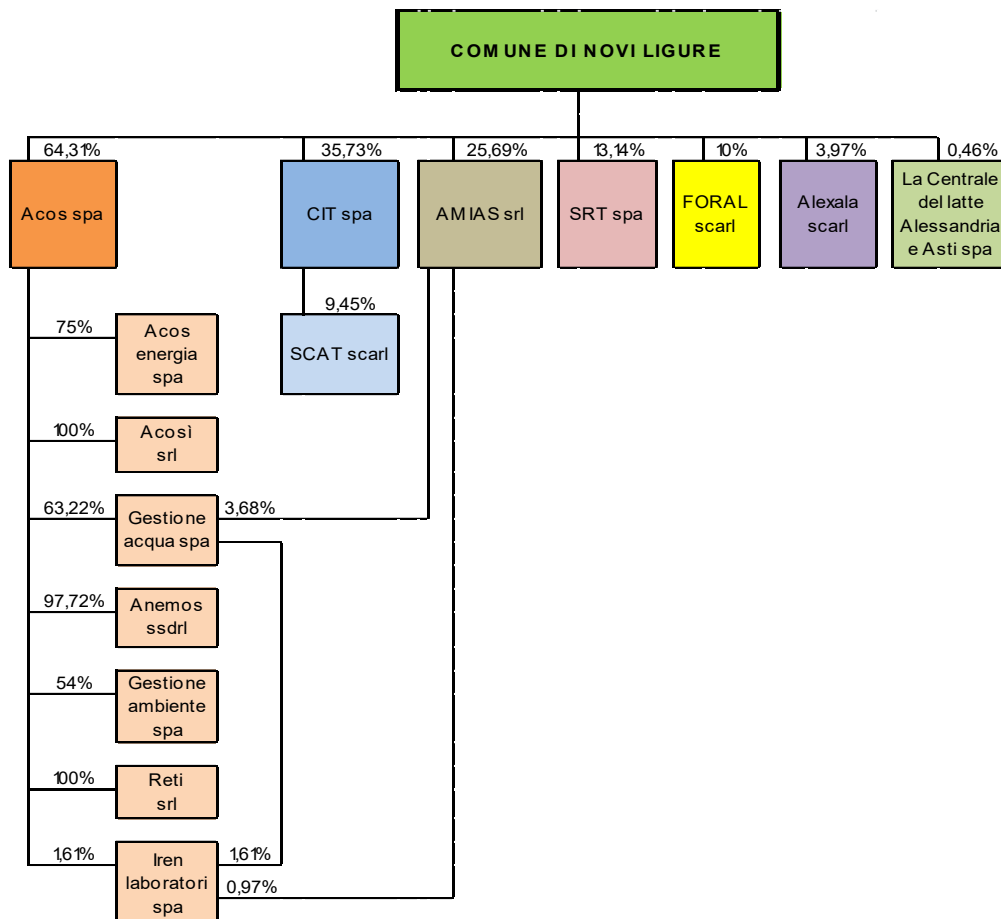 COMUNE DI NOVI LIGURE
64,31%
35,73%
25,69%
13,14%
10%
3,97%
0,46%
Acos spa
CIT spa
AMIAS srl
SRT spa
FORAL
scarl
Alexala
scarl
La Centrale
del latte
Alessandria
e Asti spa
9,45%
SCAT scarl
75%
Acos
energia
spa
100%
Acosì
srl
63,22%
Gestione
acqua spa
3,68%
97,72%
Anemos
ssdrl
54%
Gestione
ambiente
spa
100%
Reti
srl
1,61%
Iren
laboratori
spa
1,61%
0,97%